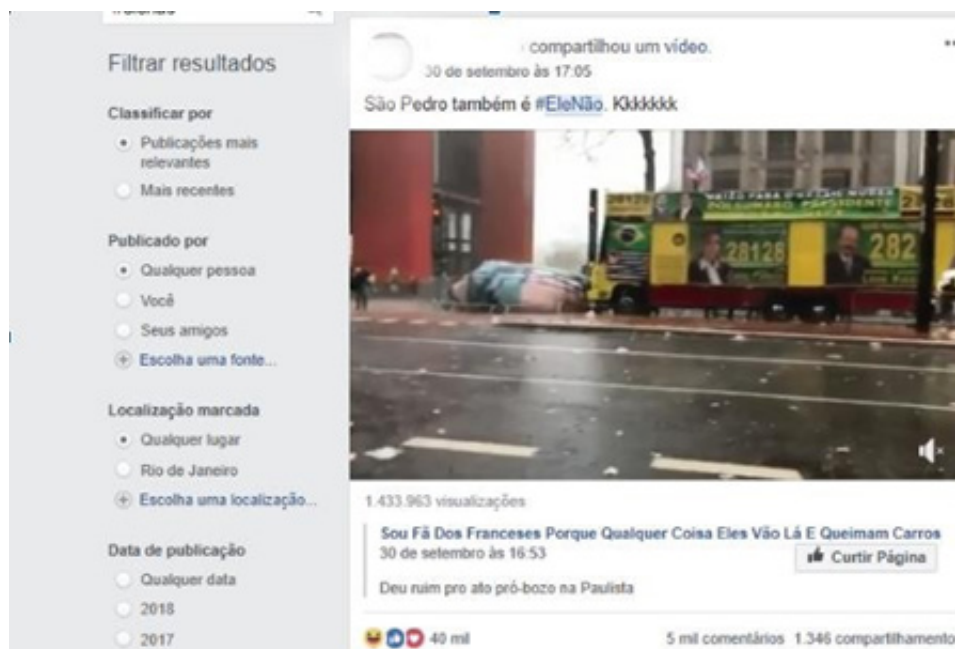 Filtrar resultados
Classificar por
Publicações mais
relevantes
Mais recentes
Publicado por
Qualquer pessoa
Você
Seus amigos
Escolha uma fonte...
Localização marcada
Qualquer lugar
Rio de Janeiro
Escolha uma localização...
Data de publicação
Qualquer data
2018
2017
compartilhou um vídeo.
30 de setembro às 17:05
São Pedro também é #EleNão. Kkkkkkk
PRESIDENTE
28128
282
1.433.963 visualizações
Sou Fã Dos Franceses Porque Qualquer Coisa Eles Vão Lá E Queimam Carros
30 de setembro às 16:53
Curtir Página
Deu ruim pro ato pró-bozo na Paulista
40 mil
5 mil comentários 1.346 compartilhamento